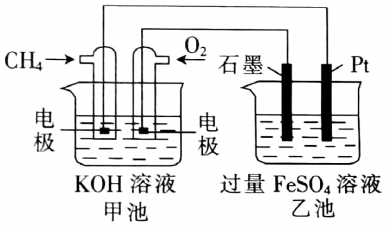 CH₄
O₂
石墨
Pt
电极
电极
KOH 溶液
甲池
过量 FeSO₄ 溶液
乙池